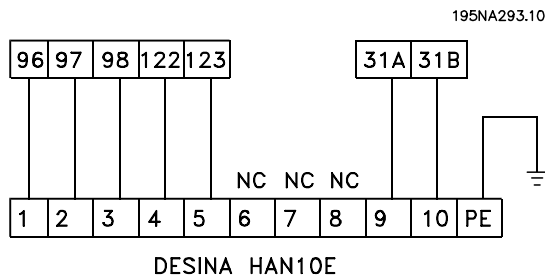 195NA293.10
96 97 98 122 123 31A 31B
NC NC NC
1 2 3 4 5 6 7 8 9 10 PE
DESINA HAN10E